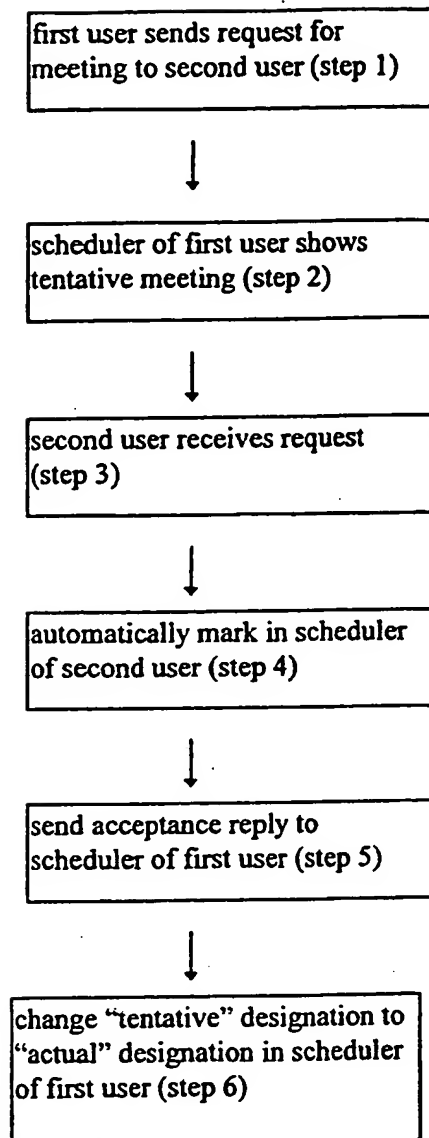 first user sends request for
meeting to second user (step 1)
scheduler of first user shows
tentative meeting (step 2)
second user receives request
(step 3)
automatically mark in scheduler
of second user (step 4)
send acceptance reply to
scheduler of first user (step 5)
change “tentative” designation to
“actual” designation in scheduler
of first user (step 6)